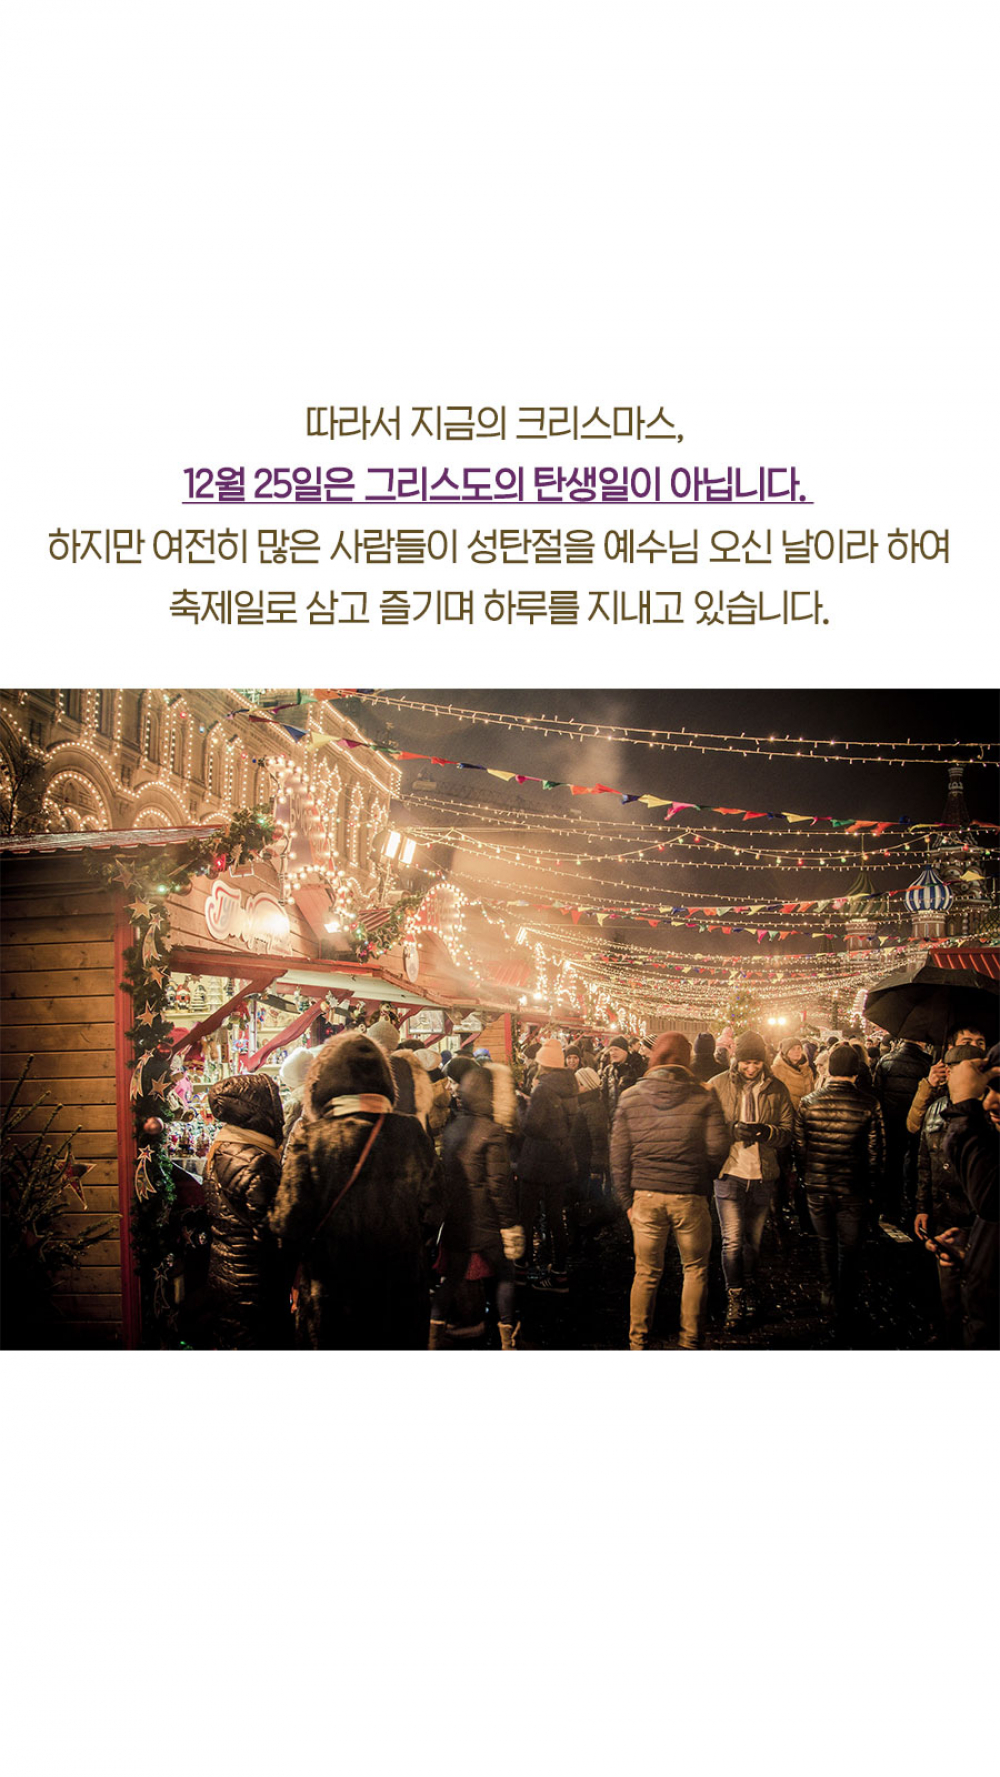 따라서 지금의 크리스마스,
12월 25일은 그리스도의 탄생일이 아닙니다.
하지만 여전히 많은 사람들이 성탄절을 예수님 오신 날이라 하여
축제일로 삼고 즐기며 하루를 지내고 있습니다.